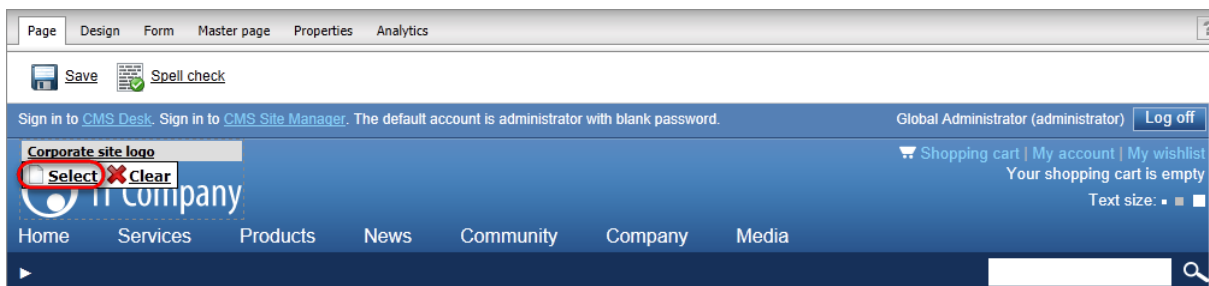 Page Design Form Master page Properties Analytics
Save Spell check
Sign in to CMS Desk. Sign in to CMS Site Manager. The default account is administrator with blank password. Global Administrator (administrator) Log off
Corporate site logo
Shopping cart | My account | My wishlist
Select Clear
Your shopping cart is empty
Company
Text size:
Home Services Products News Community Company Media